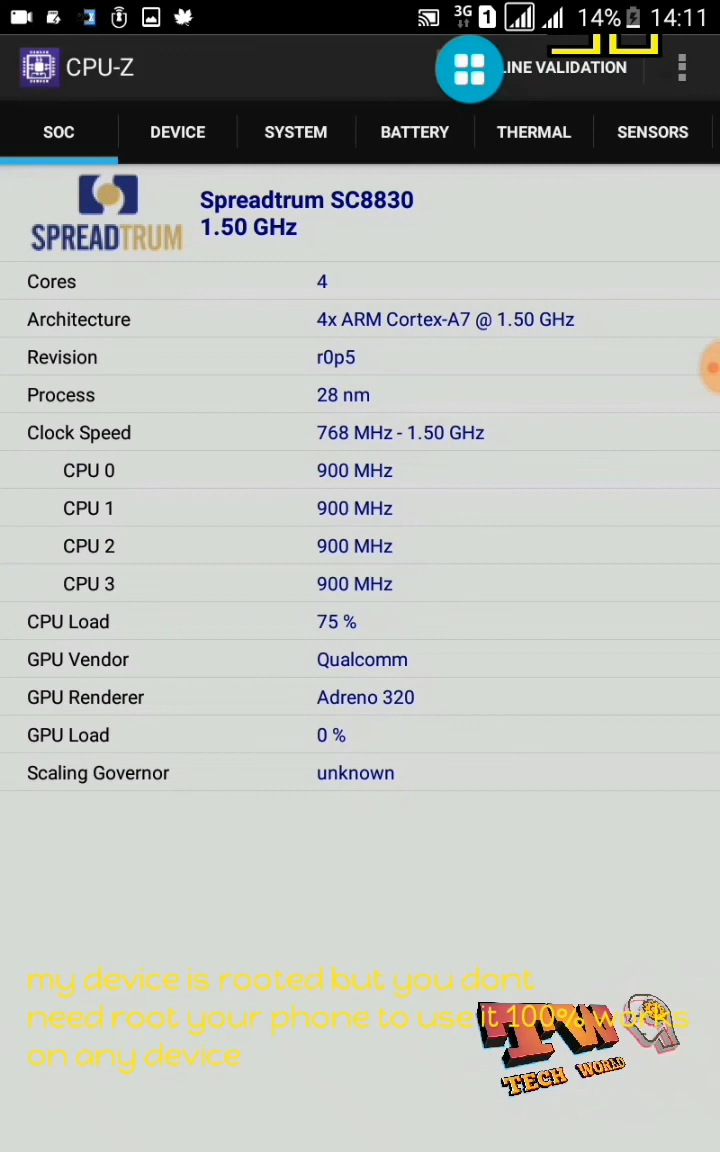 3G 1 14% 14:11
CPU-Z
LINE VALIDATION
SOC DEVICE SYSTEM BATTERY THERMAL SENSORS
SPREADTRUM
Spreadtrum SC8830
1.50 GHz
Cores 4
Architecture 4x ARM Cortex-A7 @ 1.50 GHz
Revision r0p5
Process 28 nm
Clock Speed 768 MHz - 1.50 GHz
CPU 0 900 MHz
CPU 1 900 MHz
CPU 2 900 MHz
CPU 3 900 MHz
CPU Load 75 %
GPU Vendor Qualcomm
GPU Renderer Adreno 320
GPU Load 0 %
Scaling Governor unknown
my device is rooted but you dont
need root your phone to use it 100% works
on any device
TW
TECH WORLD